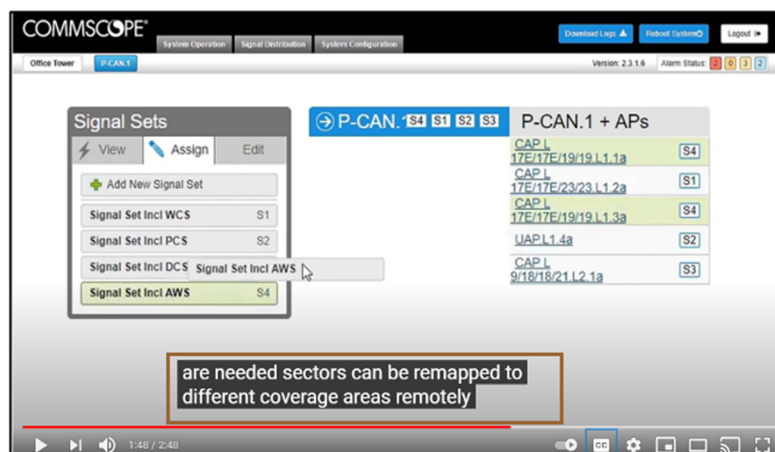 COMMSCOPE®
System Operation Signal Distribution System Configuration
Download Logs Reboot System Logout
Office Tower P-CAN.1 Version: 2.3.1.6 Alarm Status: 2 0 3 2
Signal Sets
View Assign Edit
Add New Signal Set
Signal Set Incl WCS S1
Signal Set Incl PCS S2
Signal Set Incl DCS
Signal Set Incl AWS
Signal Set Incl AWS S4
P-CAN.1 S4 S1 S2 S3
P-CAN.1 + APs
CAP L
17E/17E/19/19.L1.1a S4
CAP L
17E/17E/23/23.L1.2a S1
CAP L
17E/17E/19/19.L1.3a S4
UAP.L1.4a S2
CAP L
9/18/18/21.L2.1a S3
are needed sectors can be remapped to
different coverage areas remotely
1:48 / 2:48
CC